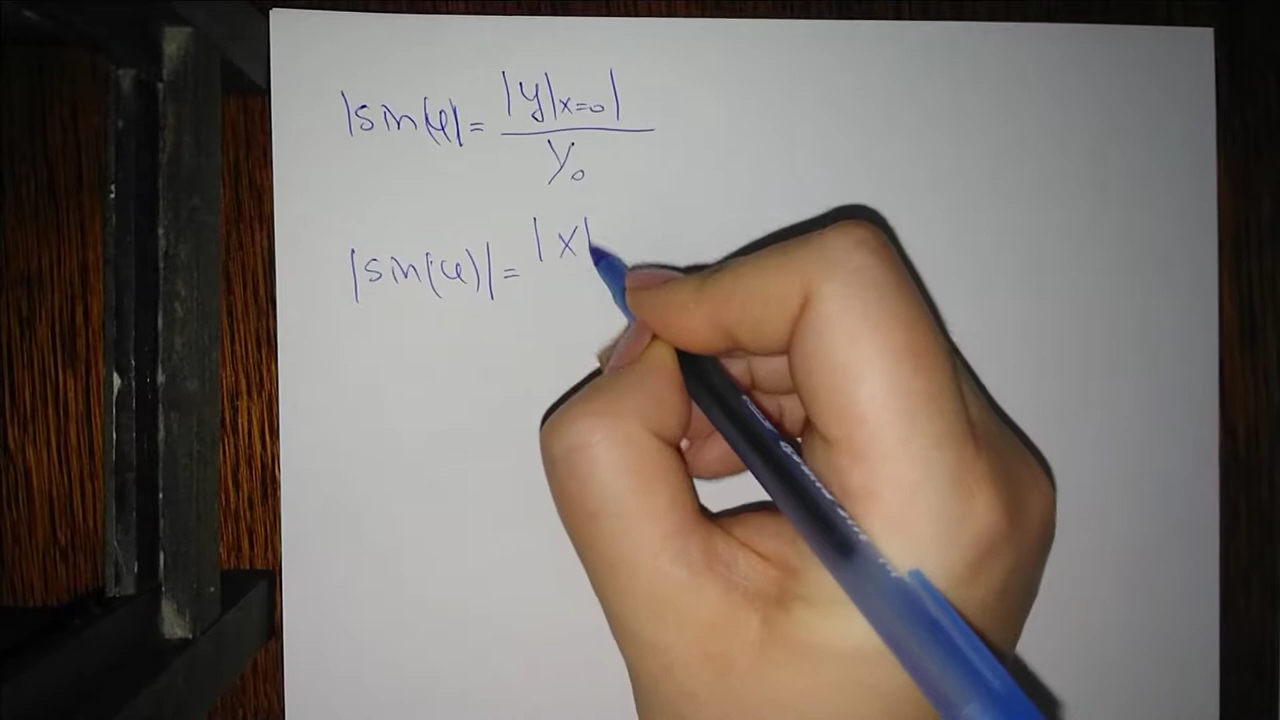 |sin(φ)| = |y|x=0| / y₀
|sin(φ)| = |x|